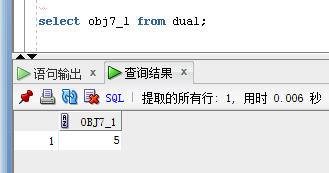 select obj7_1 from dual;
语句输出 × 查询结果 ×
SQL | 提取的所有行: 1, 用时 0.006 秒
OBJ7_1
1 5